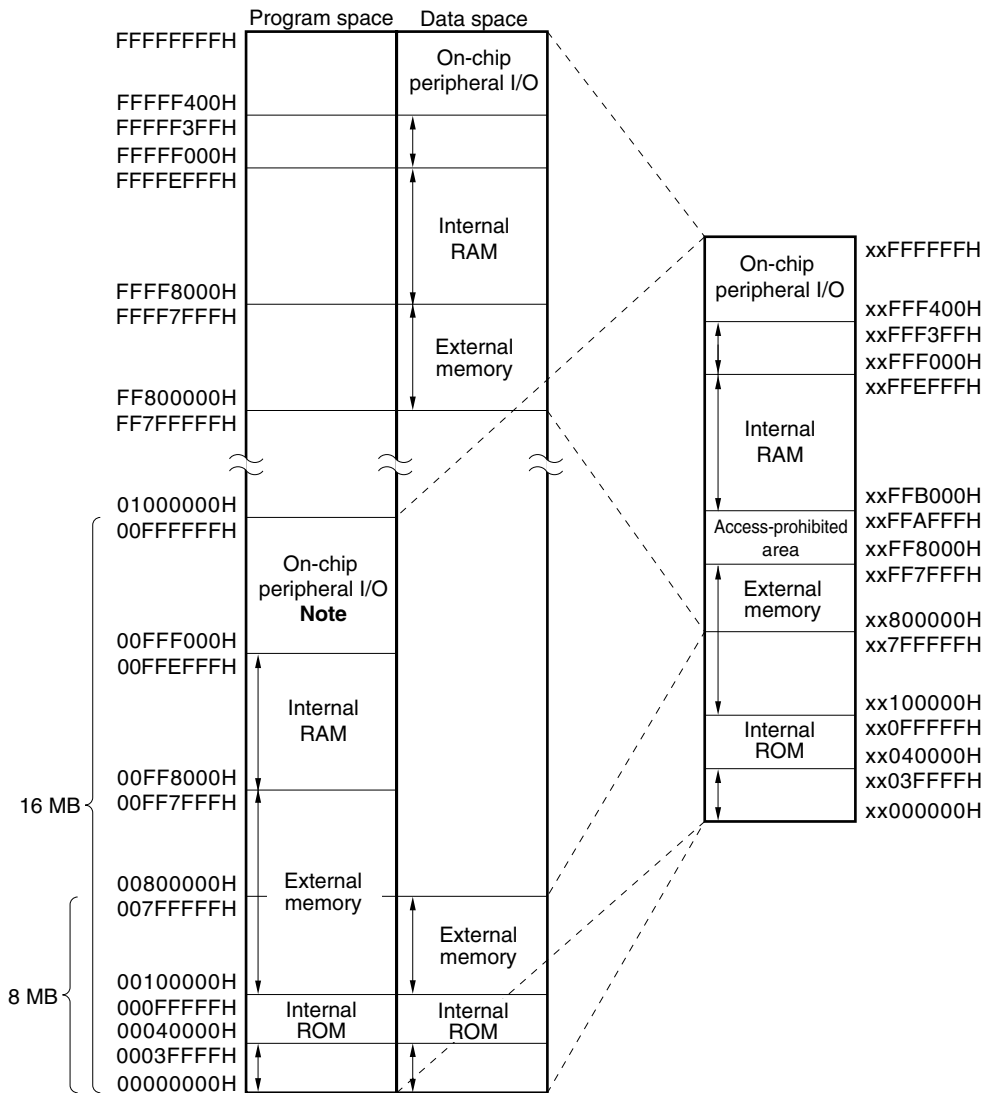 Program space Data space
FFFFFFFFH
On-chip
peripheral I/O
FFFFF400H
FFFFF3FFH
FFFFF000H
FFFFEFFFH
Internal
RAM
FFFF8000H
FFFF7FFFH
External
memory
FF800000H
FF7FFFFFH
01000000H
00FFFFFFH
On-chip
peripheral I/O
Note
00FFF000H
00FFEFFFH
Internal
RAM
00FF8000H
00FF7FFFH
16 MB
00800000H
007FFFFFH
External
memory
External
memory
8 MB
00100000H
000FFFFFH
00040000H
Internal
ROM
Internal
ROM
0003FFFFH
00000000H
On-chip
peripheral I/O
xxFFFFFFH
xxFFF400H
xxFFF3FFH
xxFFF000H
xxFFEFFFH
Internal
RAM
xxFFB000H
xxFFAFFFH
Access-prohibited
area
xxFF8000H
xxFF7FFFH
External
memory
xx800000H
xx7FFFFFH
xx100000H
xx0FFFFFH
Internal
ROM
xx040000H
xx03FFFFH
xx000000H